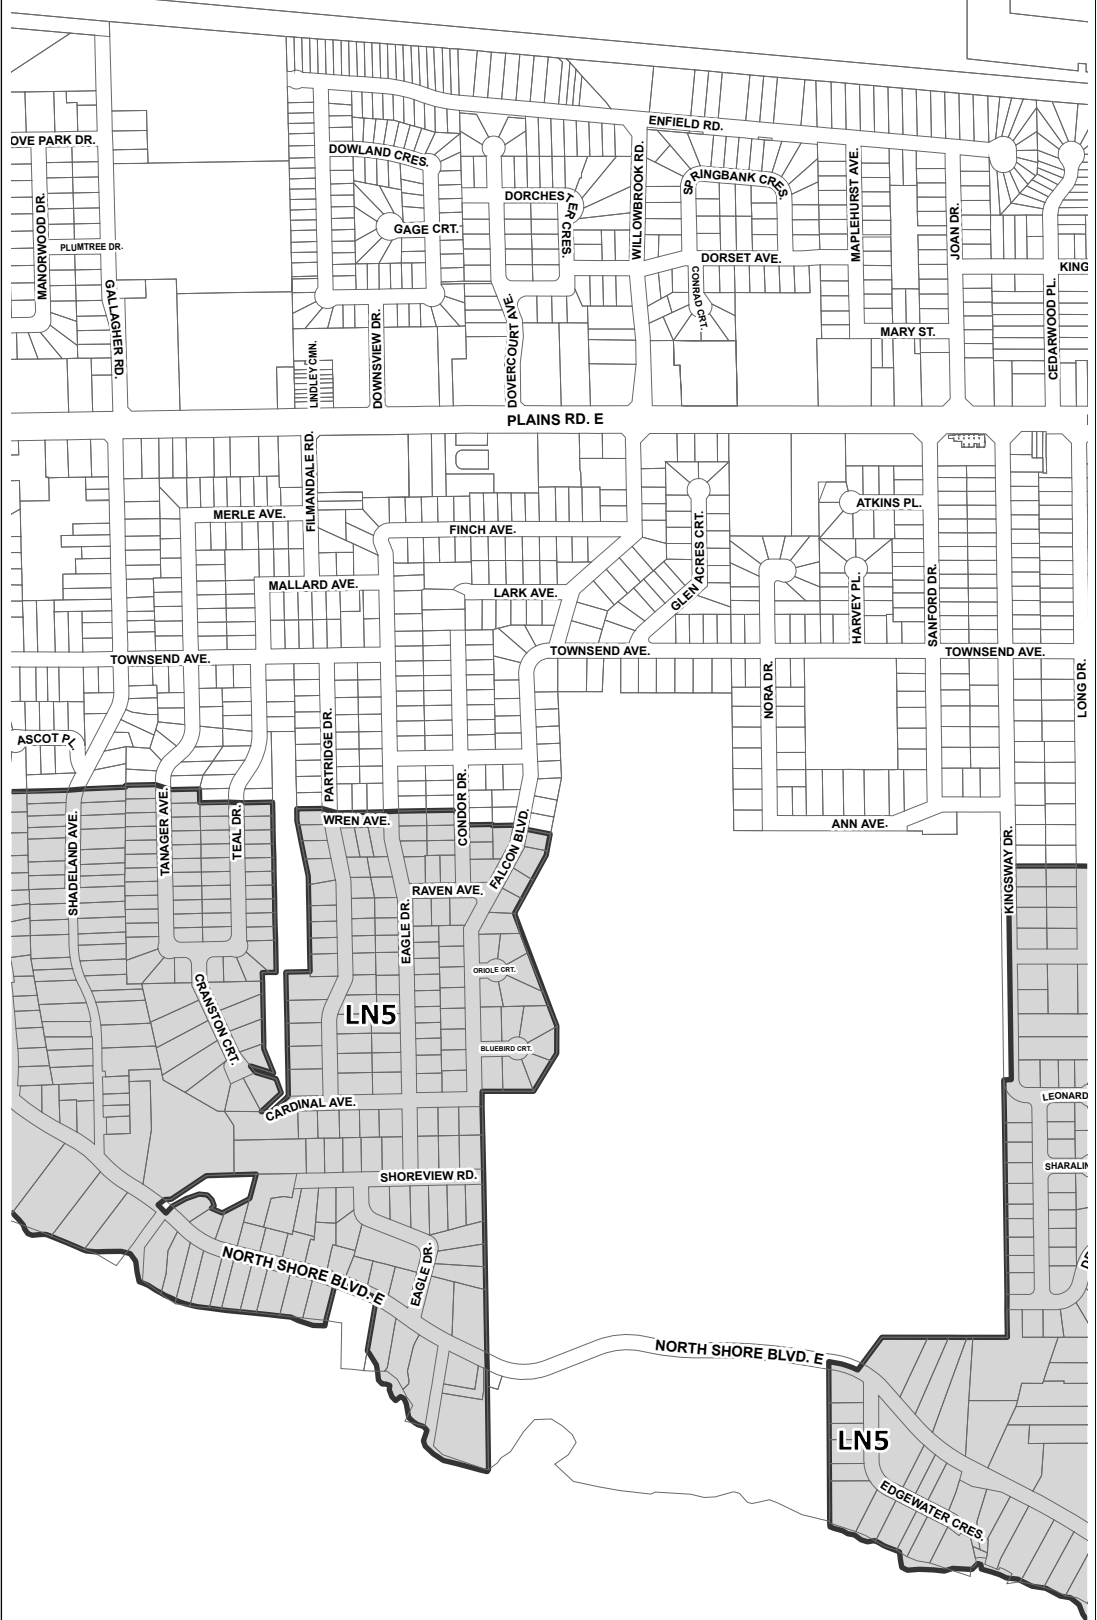 ENFIELD RD.
OVE PARK DR.
DOWLAND CRES.
WILLOWBROOK RD.
MAPLEHURST AVE.
SPRINGBANK CRES.
DORCHESTER CRES.
MANORWOOD DR.
GAGE CRT.
JOAN DR.
PLUMTREE DR.
DORSET AVE.
KING
GALLAGHER RD.
CONRAD CRT.
CEDARWOOD PL.
DOWNSVIEW DR.
DOVERCOURT AVE.
MARY ST.
LINDLEY CMN.
PLAINS RD. E
FILMANDALE RD.
ATKINS PL.
MERLE AVE.
FINCH AVE.
GLEN ACRES CRT.
MALLARD AVE.
LARK AVE.
HARVEY PL.
SANFORD DR.
TOWNSEND AVE.
TOWNSEND AVE.
TOWNSEND AVE.
NORA DR.
LONG DR.
ASCOT PL.
PARTRIDGE DR.
CONDOR DR.
WREN AVE.
ANN AVE.
TANAGER AVE.
TEAL DR.
FALCON BLVD.
SHADELAND AVE.
KINGSWAY DR.
RAVEN AVE.
EAGLE DR.
ORIOLE CRT.
CRANSTON CRT.
LN5
BLUEBIRD CRT.
CARDINAL AVE.
LEONARD
SHARALIN
SHOREVIEW RD.
NORTH SHORE BLVD. E
EAGLE DR.
DR
NORTH SHORE BLVD. E
LN5
EDGEWATER CRES.